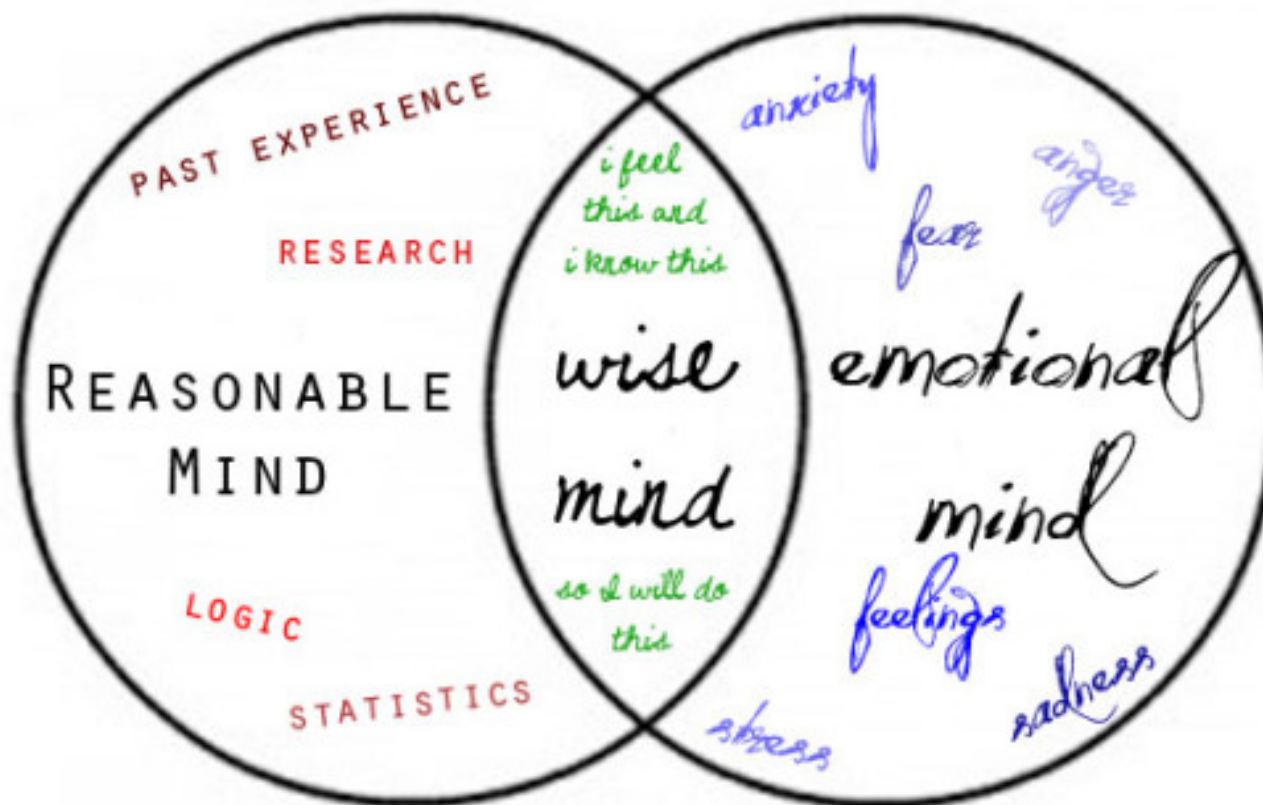 PAST EXPERIENCE
RESEARCH
REASONABLE
MIND
LOGIC
STATISTICS
i feel
this and
i know this
wise
mind
so I will do
this
anxiety
anger
fear
emotional
mind
feelings
sadness
stress